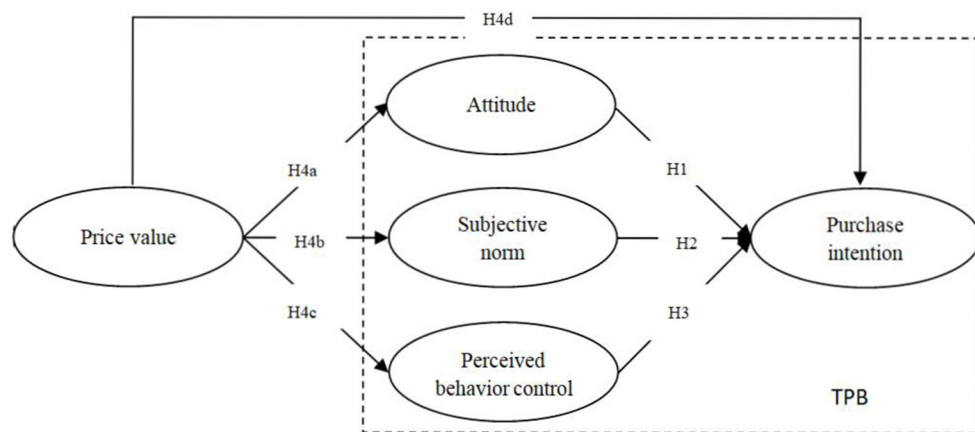 H4d
Attitude
H4a
H1
Price value
H4b
Subjective
norm
H2
Purchase
intention
H4c
H3
Perceived
behavior control
TPB